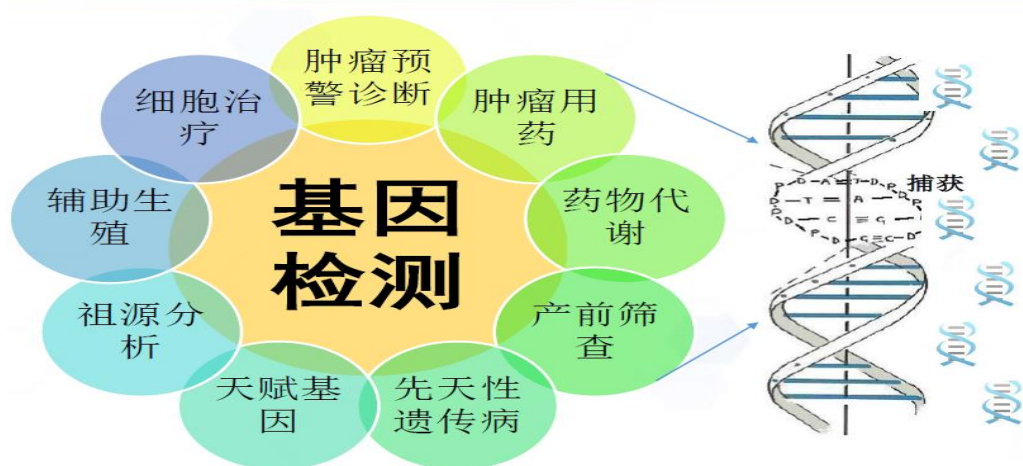 肿瘤预
警诊断
肿瘤用
药
药物代
谢
产前筛
查
先天性
遗传病
天赋基
因
祖源分
析
辅助生
殖
细胞治
疗
基因
检测
捕获